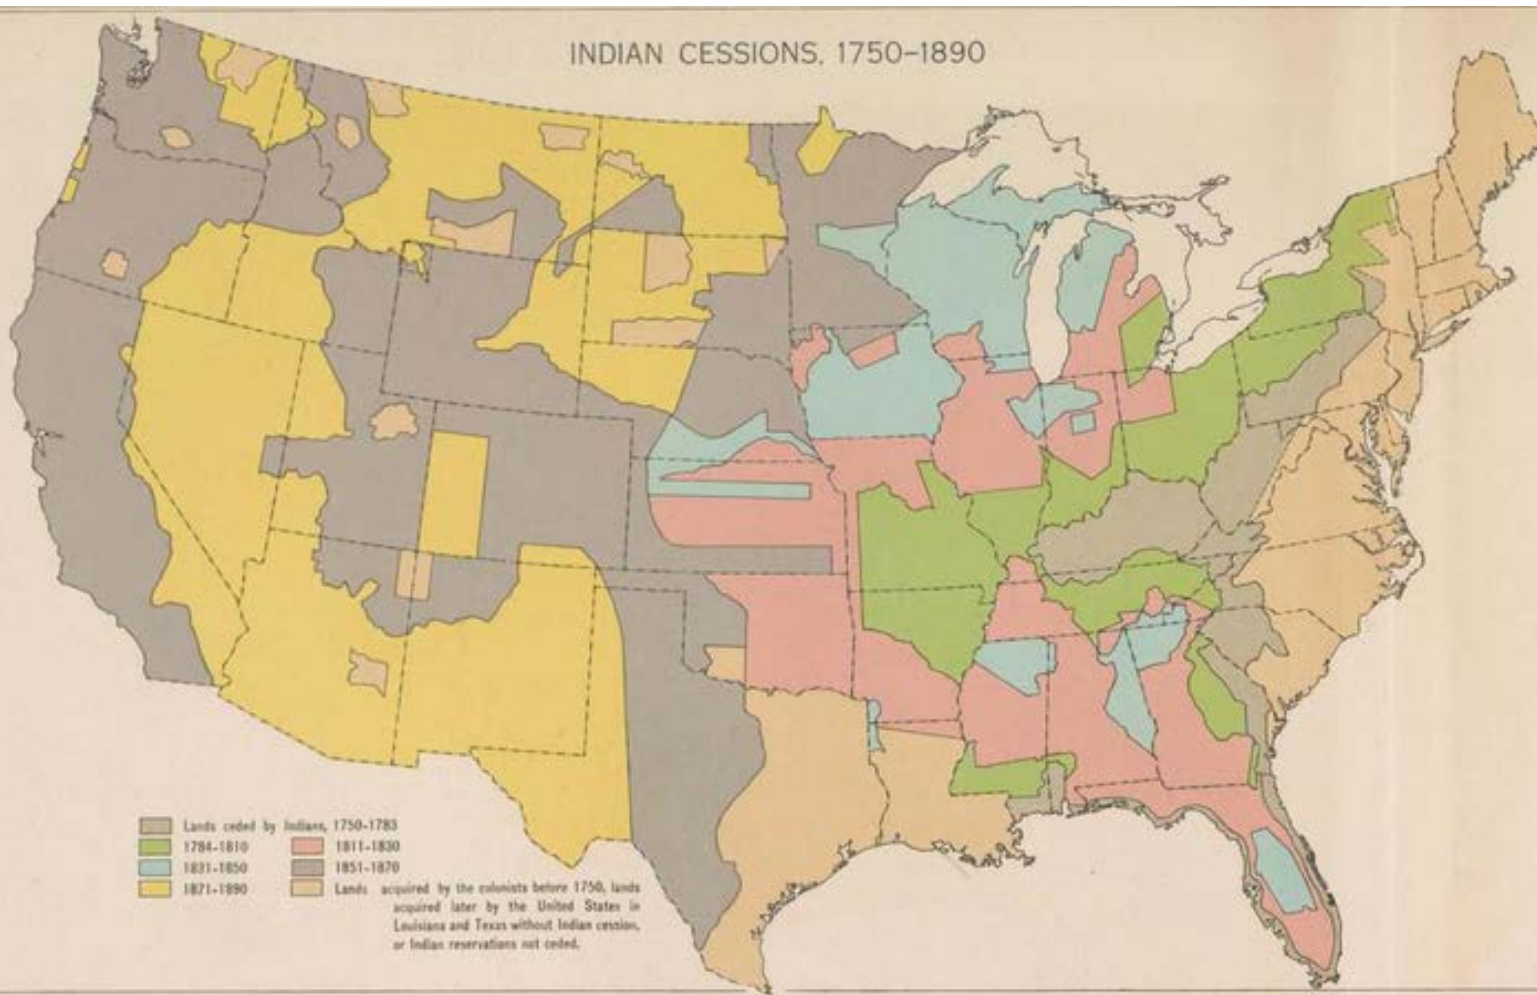 INDIAN CESSIONS, 1750–1890
Lands ceded by Indians, 1750-1783
1784-1810
1811-1830
1831-1850
1851-1870
1871-1890
Lands acquired by the colonists before 1750, lands
acquired later by the United States in
Louisiana and Texas without Indian cession,
or Indian reservations not ceded.